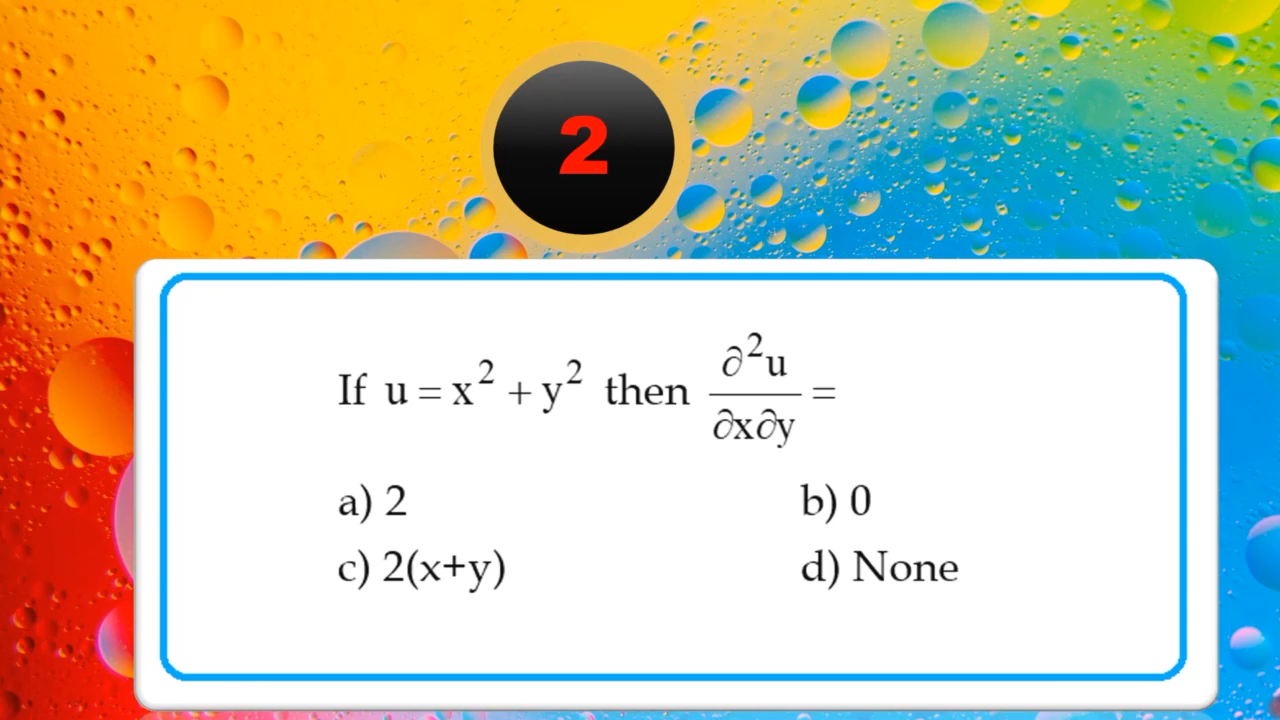 2
If u = x² + y² then ∂²u/∂x∂y =
a) 2 b) 0
c) 2(x+y) d) None